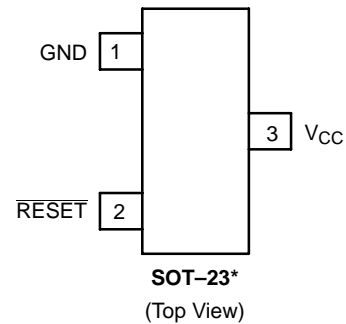 GND 1
3 VCC
RESET 2
SOT–23*
(Top View)